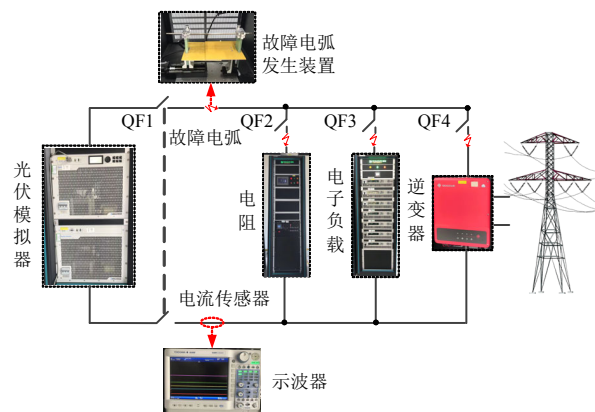 故障电弧
发生装置
QF1
QF2
QF3
QF4
故障电弧
光伏模拟器
电阻
电子负载
逆变器
电流传感器
示波器